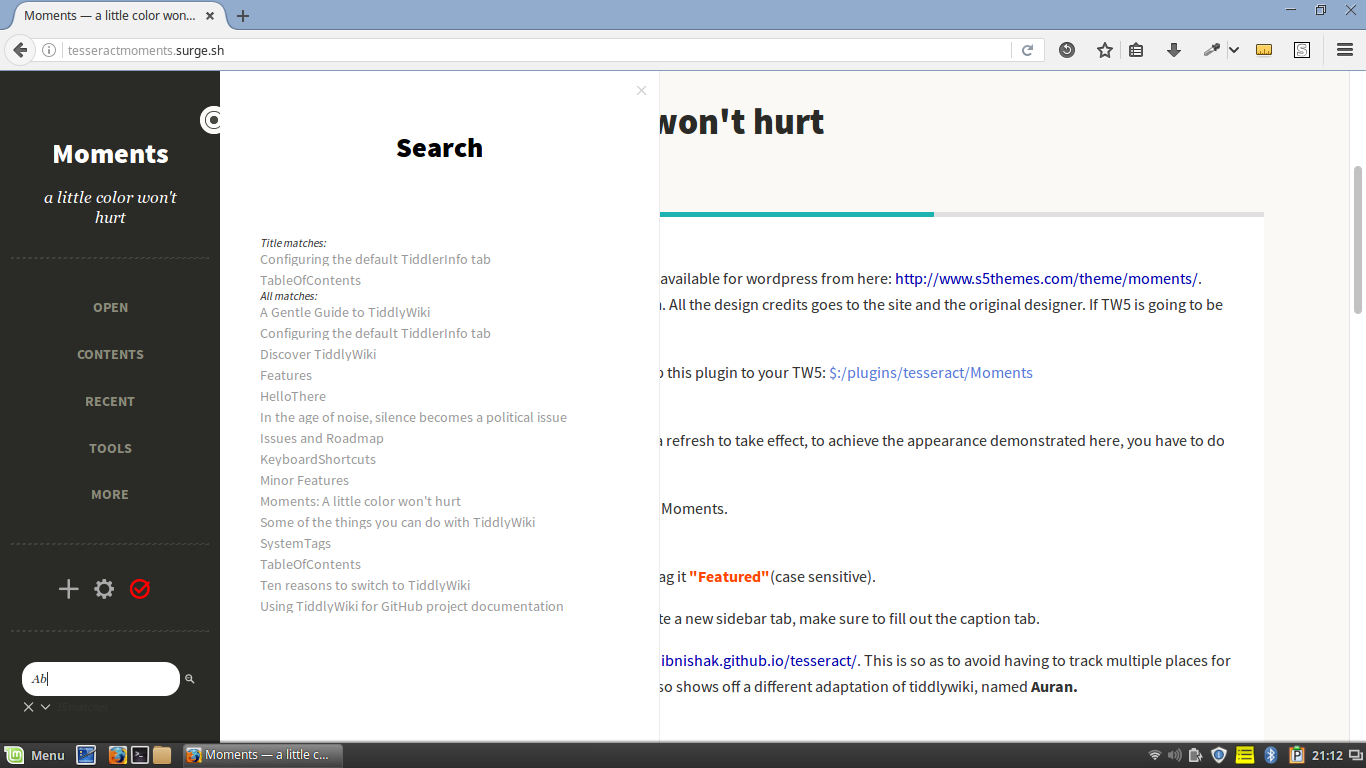 Moments — a little color won...
tesseractmoments.surge.sh
Moments
a little color won't
hurt
OPEN
CONTENTS
RECENT
TOOLS
MORE
Ab
Search
Title matches:
Configuring the default TiddlerInfo tab
TableOfContents
All matches:
A Gentle Guide to TiddlyWiki
Configuring the default TiddlerInfo tab
Discover TiddlyWiki
Features
HelloThere
In the age of noise, silence becomes a political issue
Issues and Roadmap
KeyboardShortcuts
Minor Features
Moments: A little color won't hurt
Some of the things you can do with TiddlyWiki
SystemTags
TableOfContents
Ten reasons to switch to TiddlyWiki
Using TiddlyWiki for GitHub project documentation
won't hurt
available for wordpress from here: http://www.s5themes.com/theme/moments/.
. All the design credits goes to the site and the original designer. If TW5 is going to be
this plugin to your TW5: $:/plugins/tesseract/Moments
a refresh to take effect, to achieve the appearance demonstrated here, you have to do
Moments.
ag it "Featured"(case sensitive).
te a new sidebar tab, make sure to fill out the caption tab.
ibnishak.github.io/tesseract/. This is so as to avoid having to track multiple places for
so shows off a different adaptation of tiddlywiki, named Auran.
Menu
Moments — a little c...
21:12